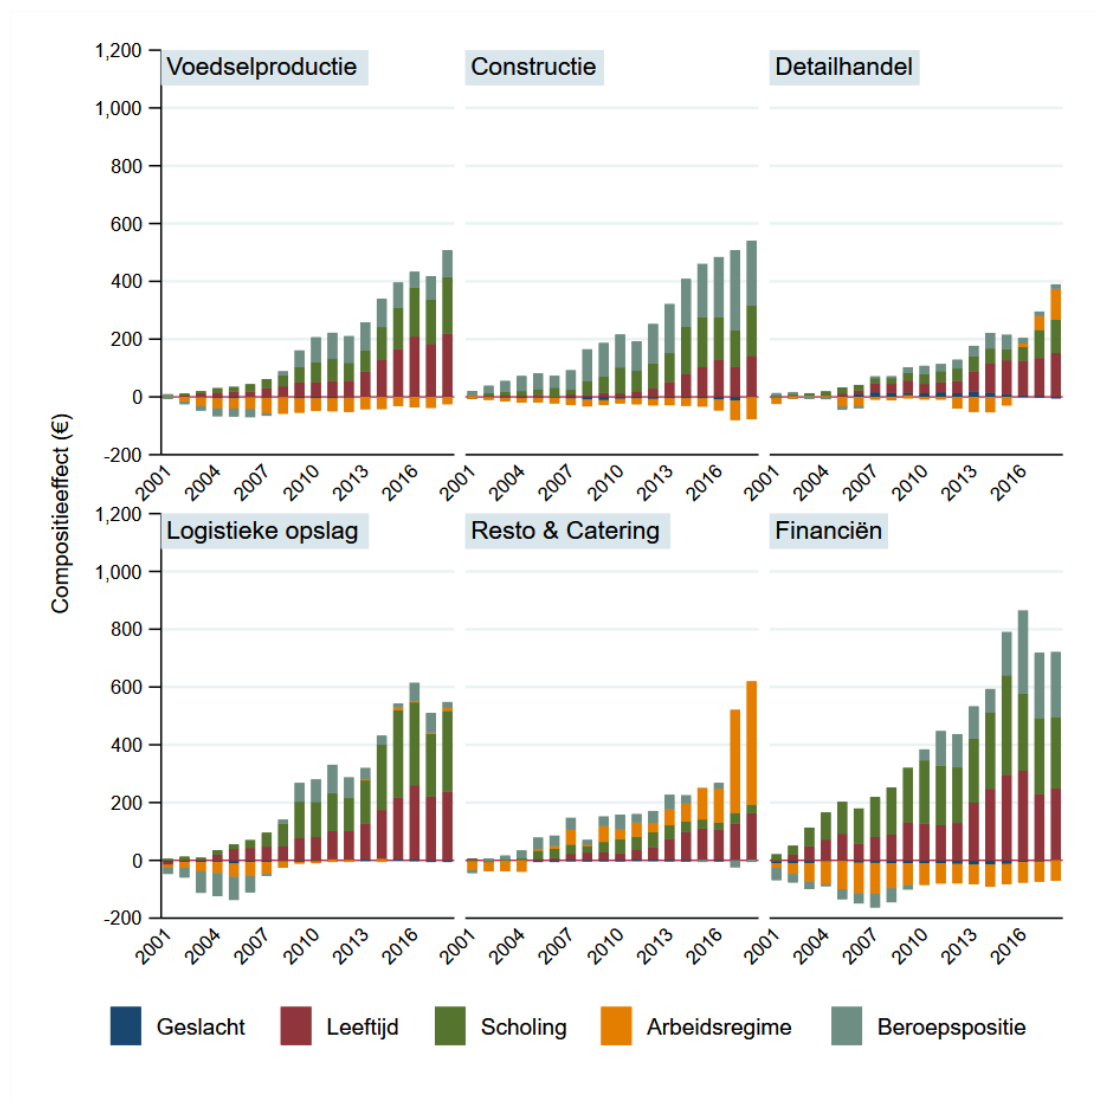 1,200
1,000
800
600
400
200
0
-200
Voedselproductie
Constructie
Detailhandel
2001 2004 2007 2010 2013 2016
2001 2004 2007 2010 2013 2016
2001 2004 2007 2010 2013 2016
Compositieeffect (€)
1,200
1,000
800
600
400
200
0
-200
Logistieke opslag
Resto & Catering
Financiën
2001 2004 2007 2010 2013 2016
2001 2004 2007 2010 2013 2016
2001 2004 2007 2010 2013 2016
Geslacht Leeftijd Scholing Arbeidsregime Beroepspositie